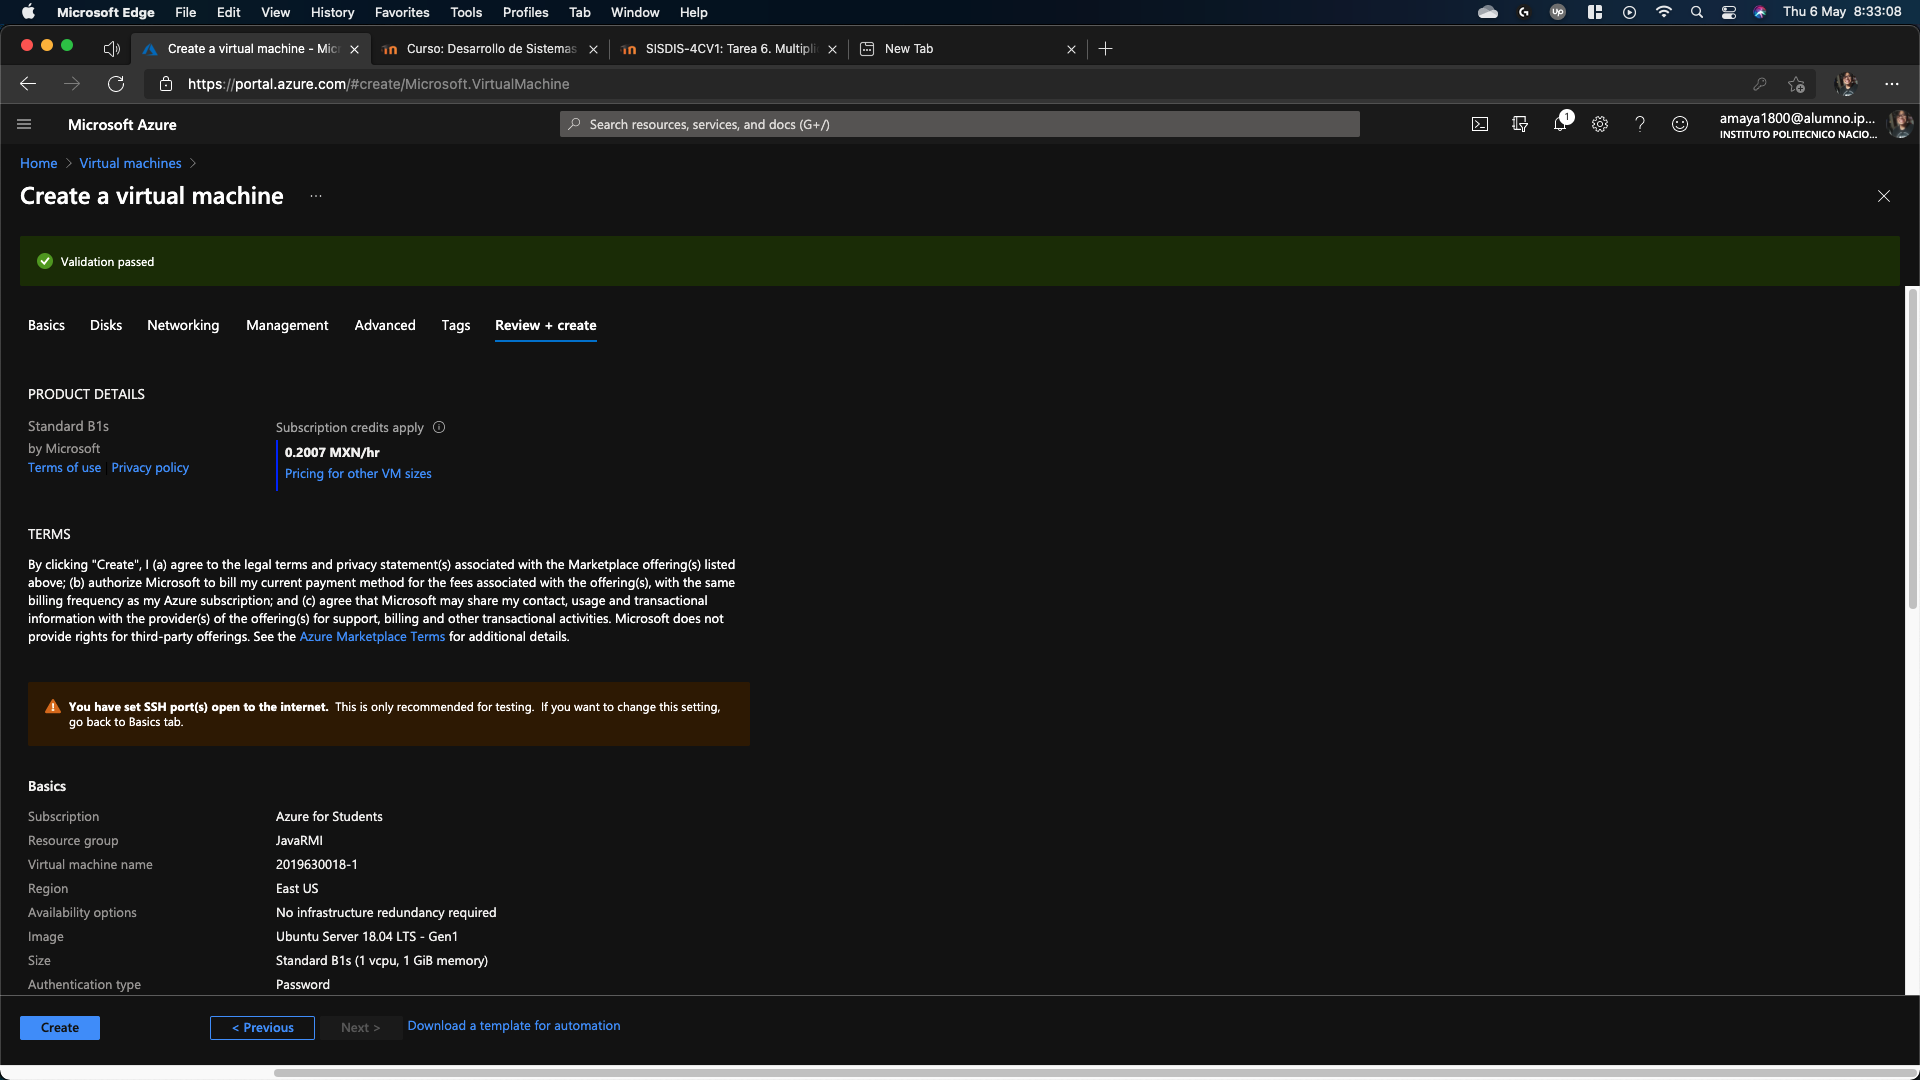 Microsoft Edge File Edit View History Favorites Tools Profiles Tab Window Help Thu 6 May 8:33:08
Create a virtual machine - Mic
Curso: Desarrollo de Sistemas
SISDIS-4CV1: Tarea 6. Multipli
New Tab
https://portal.azure.com/#create/Microsoft.VirtualMachine
Microsoft Azure
Search resources, services, and docs (G+/)
1
amaya1800@alumno.ip...
INSTITUTO POLITECNICO NACIO...
Home > Virtual machines >
Create a virtual machine ...
Validation passed
Basics Disks Networking Management Advanced Tags Review + create
PRODUCT DETAILS
Standard B1s
by Microsoft
Terms of use Privacy policy
Subscription credits apply
0.2007 MXN/hr
Pricing for other VM sizes
TERMS
By clicking "Create", I (a) agree to the legal terms and privacy statement(s) associated with the Marketplace offering(s) listed
above; (b) authorize Microsoft to bill my current payment method for the fees associated with the offering(s), with the same
billing frequency as my Azure subscription; and (c) agree that Microsoft may share my contact, usage and transactional
information with the provider(s) of the offering(s) for support, billing and other transactional activities. Microsoft does not
provide rights for third-party offerings. See the Azure Marketplace Terms for additional details.
You have set SSH port(s) open to the internet. This is only recommended for testing. If you want to change this setting,
go back to Basics tab.
Basics
Subscription Azure for Students
Resource group JavaRMI
Virtual machine name 2019630018-1
Region East US
Availability options No infrastructure redundancy required
Image Ubuntu Server 18.04 LTS - Gen1
Size Standard B1s (1 vcpu, 1 GiB memory)
Authentication type Password
Create
< Previous
Next >
Download a template for automation